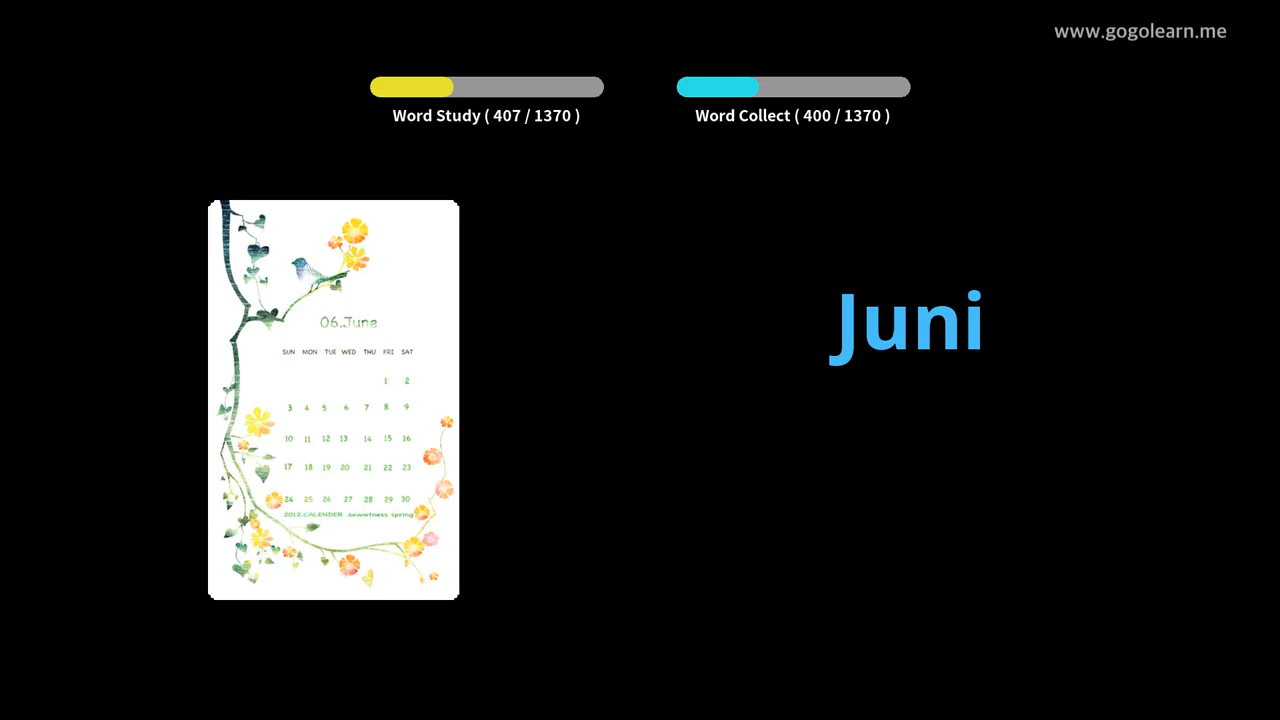 www.gogolearn.me
Word Study ( 407 / 1370 )
Word Collect ( 400 / 1370 )
Juni
06.June
SUN MON TUE WED THU FRI SAT
1 2
3 4 5 6 7 8 9
10 11 12 13 14 15 16
17 18 19 20 21 22 23
24 25 26 27 28 29 30
2012.CALENDER .sewwtness spring